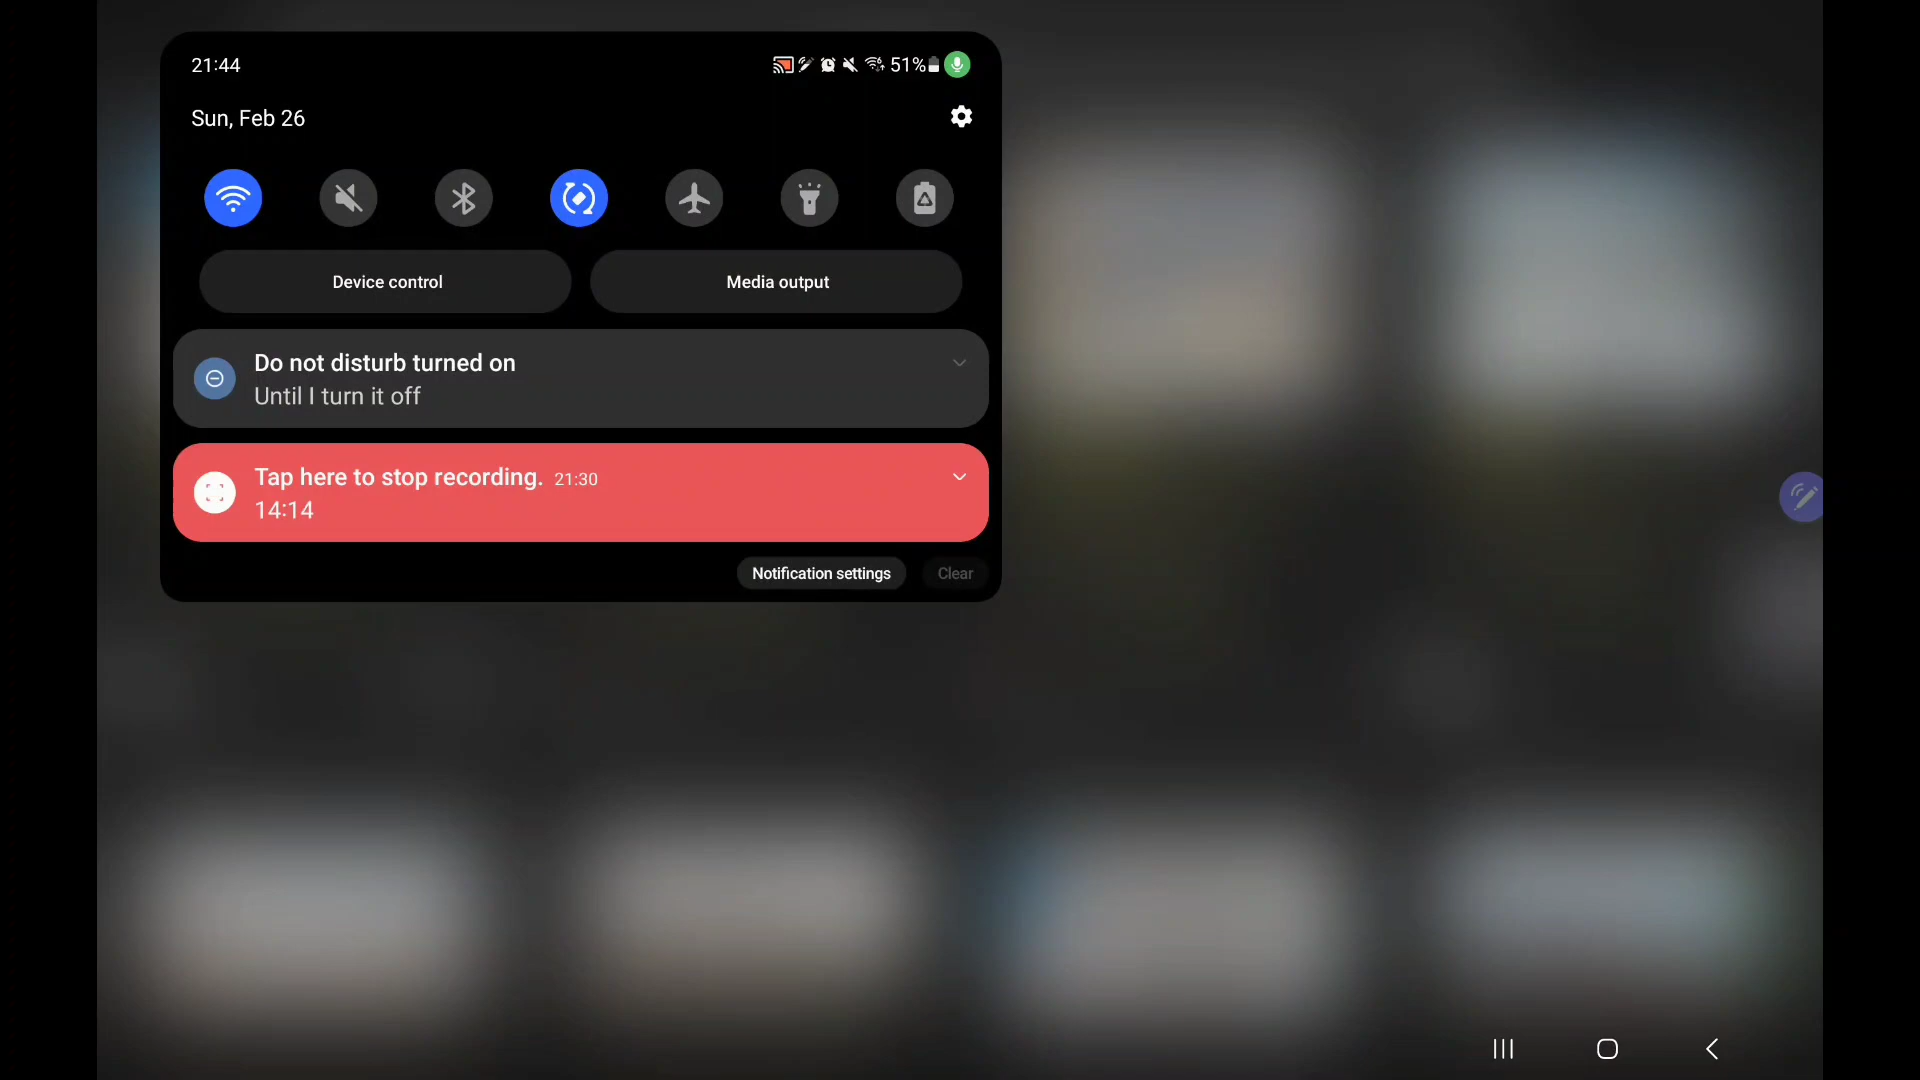 21:44
51%
Sun, Feb 26
Device control
Media output
Do not disturb turned on
Until I turn it off
Tap here to stop recording. 21:30
14:14
Notification settings
Clear